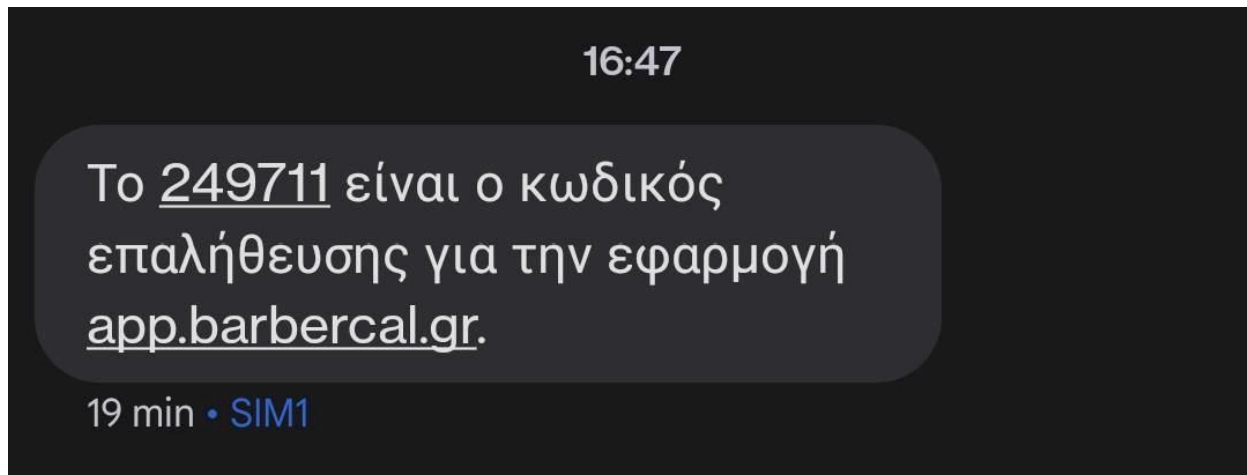 16:47
Το 249711 είναι ο κωδικός
επαλήθευσης για την εφαρμογή
app.barbercal.gr.
19 min • SIM1